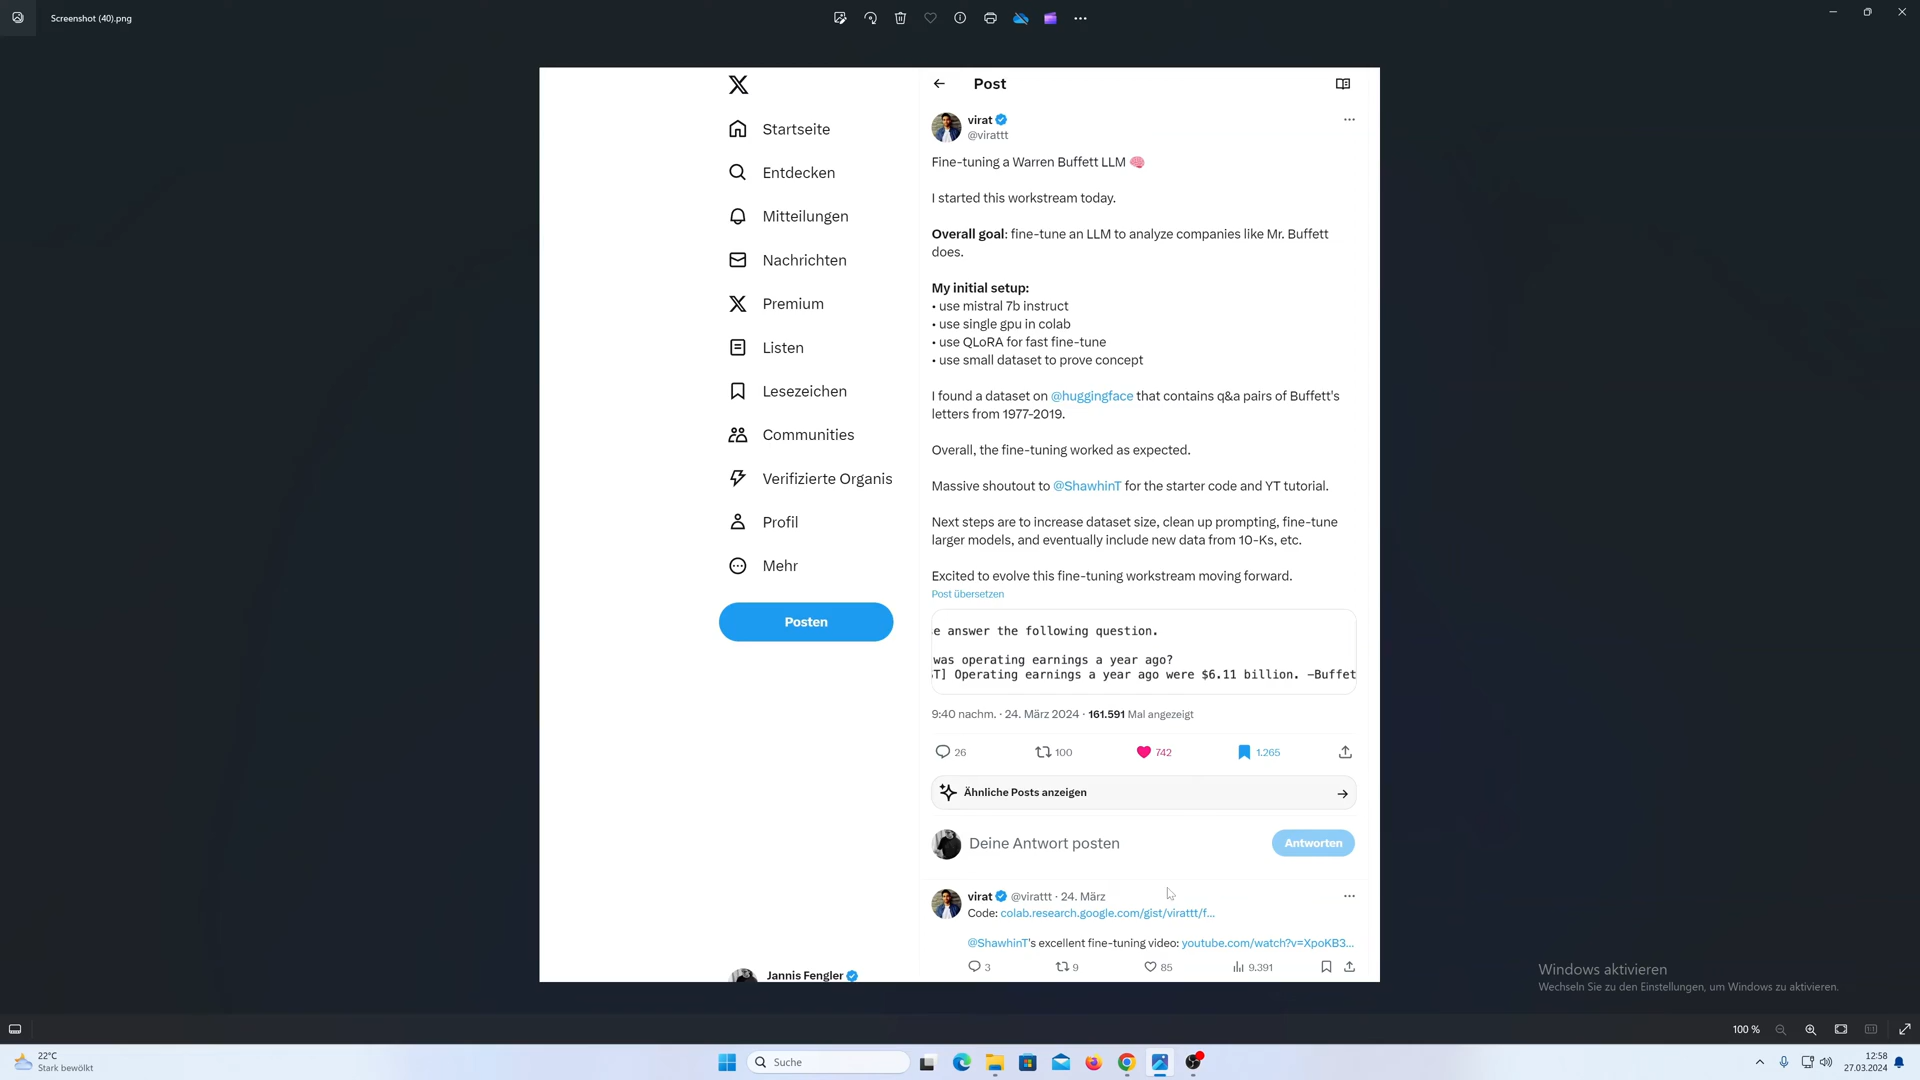 Screenshot (40).png
Post
virat
@virattt
Startseite
Entdecken
Mitteilungen
Nachrichten
Premium
Listen
Lesezeichen
Communities
Verifizierte Organis
Profil
Mehr
Posten
Fine-tuning a Warren Buffett LLM 🧠
I started this workstream today.
Overall goal: fine-tune an LLM to analyze companies like Mr. Buffett
does.
My initial setup:
• use mistral 7b instruct
• use single gpu in colab
• use QLoRA for fast fine-tune
• use small dataset to prove concept
I found a dataset on @huggingface that contains q&a pairs of Buffett's
letters from 1977-2019.
Overall, the fine-tuning worked as expected.
Massive shoutout to @ShawhinT for the starter code and YT tutorial.
Next steps are to increase dataset size, clean up prompting, fine-tune
larger models, and eventually include new data from 10-Ks, etc.
Excited to evolve this fine-tuning workstream moving forward.
Post übersetzen
e answer the following question.
was operating earnings a year ago?
ST] Operating earnings a year ago were $6.11 billion. —Buffet
9:40 nachm. · 24. März 2024 · 161.591 Mal angezeigt
26 100 742 1.265
Ähnliche Posts anzeigen
Deine Antwort posten
Antworten
virat @virattt · 24. März
Code: colab.research.google.com/gist/virattt/f...
@ShawhinT's excellent fine-tuning video: youtube.com/watch?v=XpoKB3...
3 9 85 9.391
Jannis Fengler
Windows aktivieren
Wechseln Sie zu den Einstellungen, um Windows zu aktivieren.
100 %
22°C
Stark bewölkt
Suche
12:58
27.03.2024